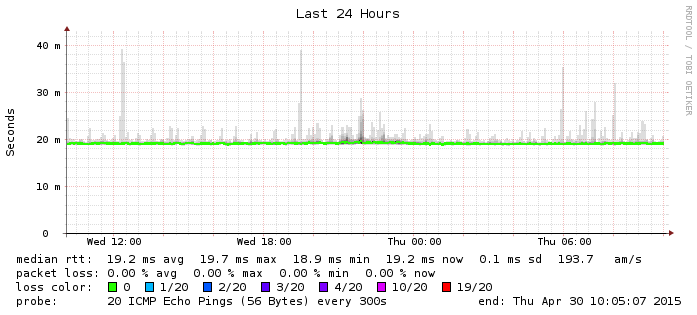 Last 24 Hours
RRDTOOL / TOBI OETIKER
Seconds
40 m
30 m
20 m
10 m
0
Wed 12:00 Wed 18:00 Thu 00:00 Thu 06:00
median rtt: 19.2 ms avg 19.7 ms max 18.9 ms min 19.2 ms now 0.1 ms sd 193.7 am/s
packet loss: 0.00 % avg 0.00 % max 0.00 % min 0.00 % now
loss color: 0 1/20 2/20 3/20 4/20 10/20 19/20
probe: 20 ICMP Echo Pings (56 Bytes) every 300s end: Thu Apr 30 10:05:07 2015